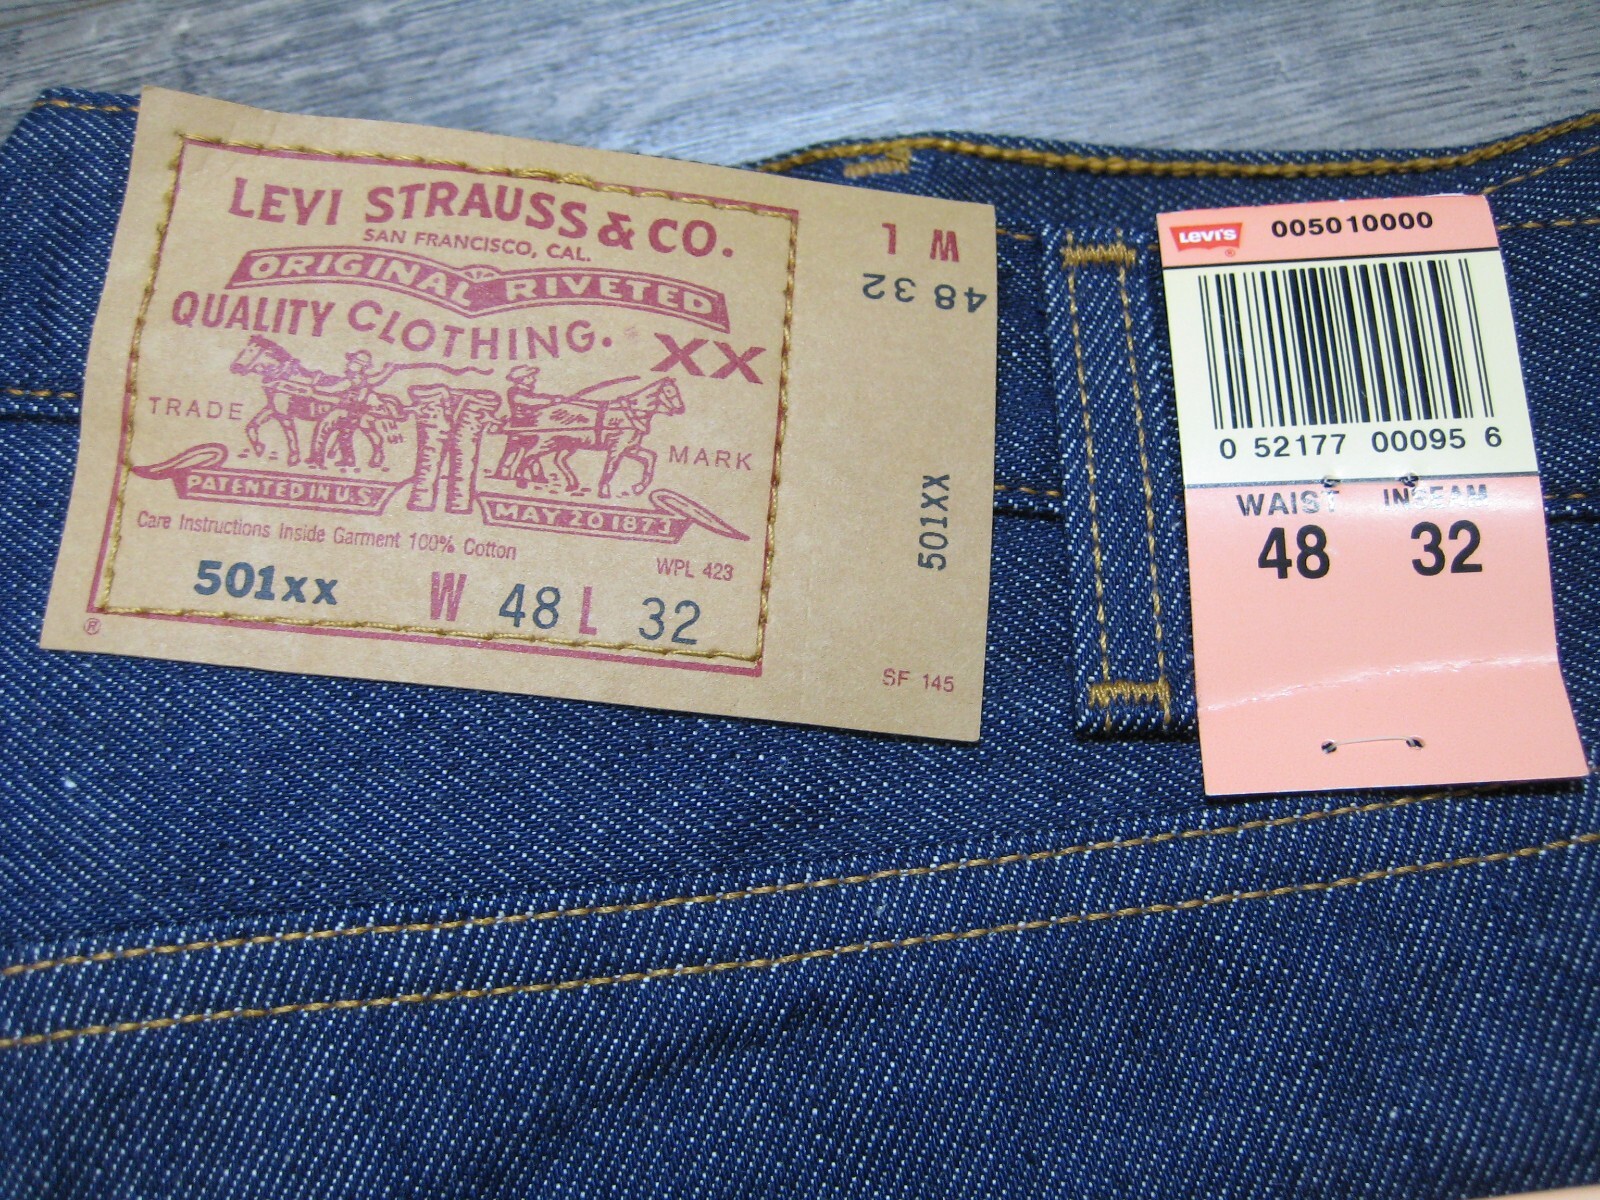 LEVI STRAUSS & CO.
SAN FRANCISCO, CAL.
ORIGINAL RIVETED
QUALITY CLOTHING.
XX
TRADE MARK
PATENTED IN U.S.
MAY 20 1873
Care Instructions Inside Garment 100% Cotton
WPL 423
501xx W 48 L 32
®
W L
48 32
501XX
SF 145
Levi's ®
005010000
0 52177 00095 6
WAIST INSEAM
48 32